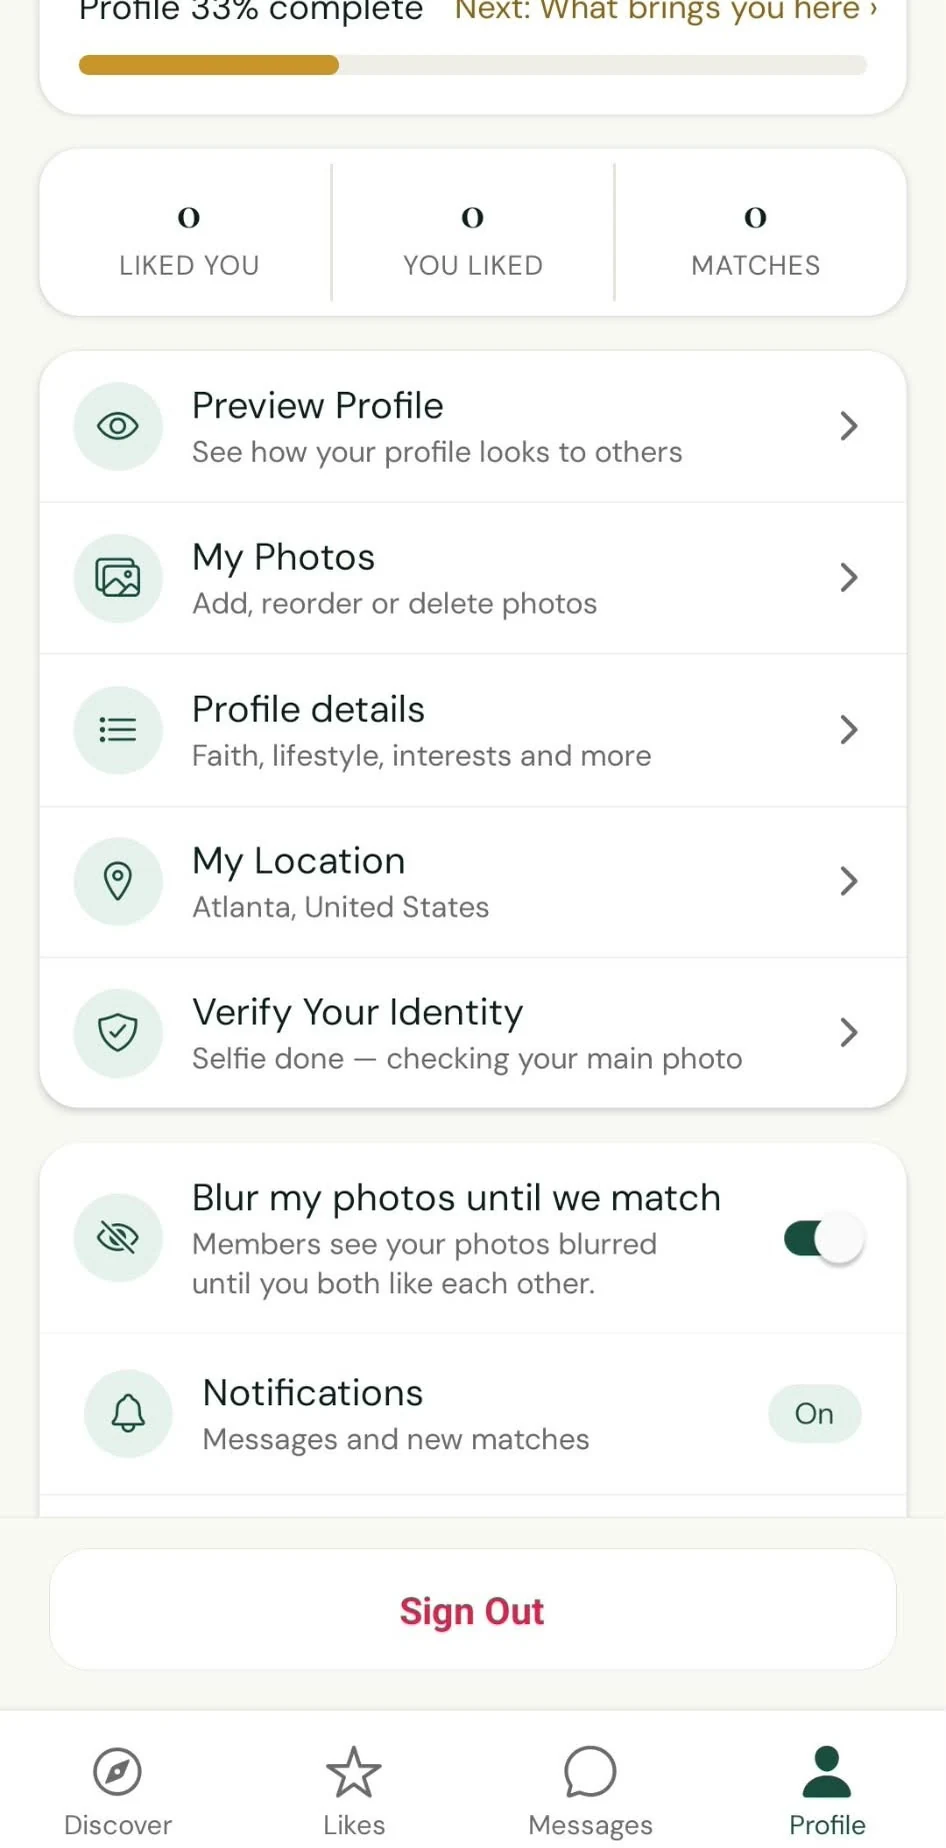 Profile 33% complete Next: What brings you here ›
0 0 0
LIKED YOU YOU LIKED MATCHES
Preview Profile
See how your profile looks to others
My Photos
Add, reorder or delete photos
Profile details
Faith, lifestyle, interests and more
My Location
Atlanta, United States
Verify Your Identity
Selfie done — checking your main photo
Blur my photos until we match
Members see your photos blurred
until you both like each other.
Notifications
Messages and new matches
On
Sign Out
Discover Likes Messages Profile